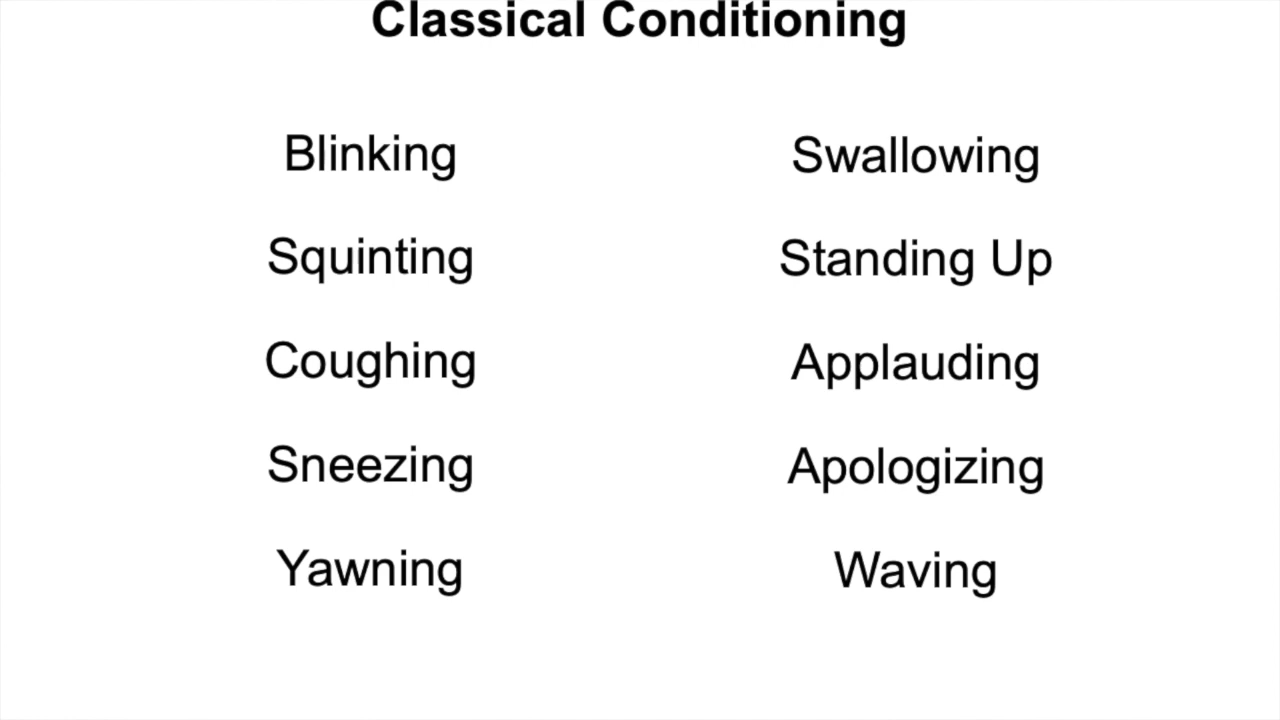 Classical Conditioning
Blinking
Squinting
Coughing
Sneezing
Yawning
Swallowing
Standing Up
Applauding
Apologizing
Waving